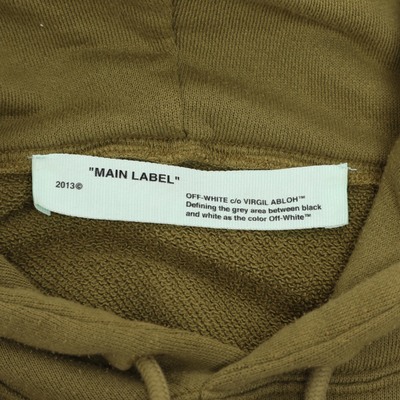 "MAIN LABEL"
2013©
OFF-WHITE c/o VIRGIL ABLOH™
Defining the grey area between black
and white as the color Off-White™